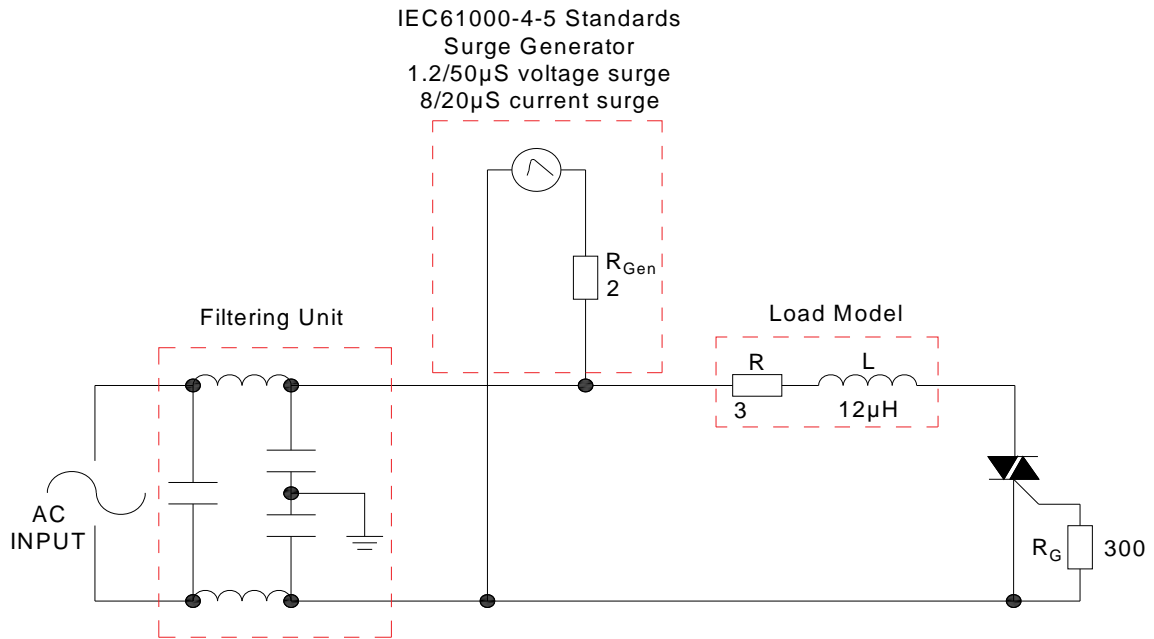 IEC61000-4-5 Standards
Surge Generator
1.2/50µS voltage surge
8/20µS current surge
RGen
2
Filtering Unit
Load Model
R
L
3
12µH
AC
INPUT
RG
300